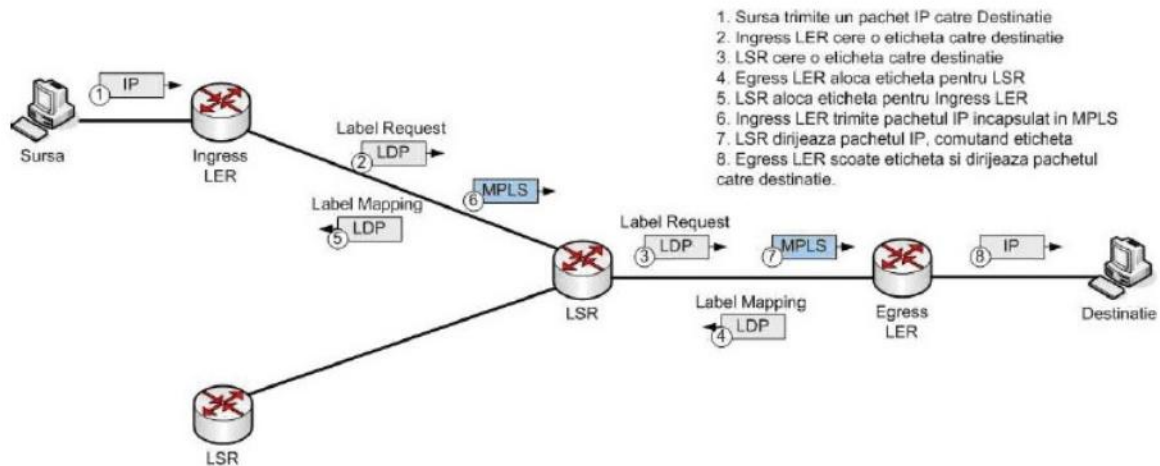 1. Sursa trimite un pachet IP catre Destinatie
2. Ingress LER cere o eticheta catre destinatie
3. LSR cere o eticheta catre destinatie
4. Egress LER aloca eticheta pentru LSR
5. LSR aloca eticheta pentru Ingress LER
6. Ingress LER trimite pachetul IP incapsulat in MPLS
7. LSR dirijeaza pachetul IP, comutand eticheta
8. Egress LER scoate eticheta si dirijeaza pachetul
catre destinatie.
IP
1
Sursa
Ingress
LER
Label Request
LDP
2
MPLS
6
Label Mapping
LDP
5
LSR
Label Request
LDP
3
MPLS
7
Label Mapping
LDP
4
Egress
LER
IP
8
Destinatie
LSR